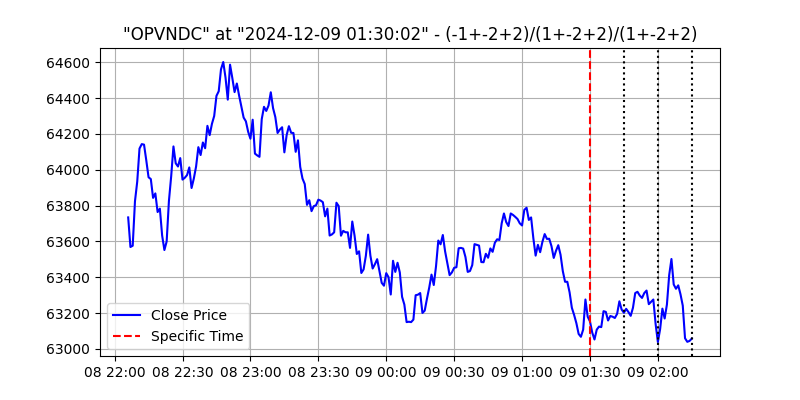 "OPVNDC" at "2024-12-09 01:30:02" - (-1+-2+2)/(1+-2+2)/(1+-2+2)
64600
64400
64200
64000
63800
63600
63400
63200
63000
Close Price
Specific Time
08 22:00 08 22:30 08 23:00 08 23:30 09 00:00 09 00:30 09 01:00 09 01:30 09 02:00